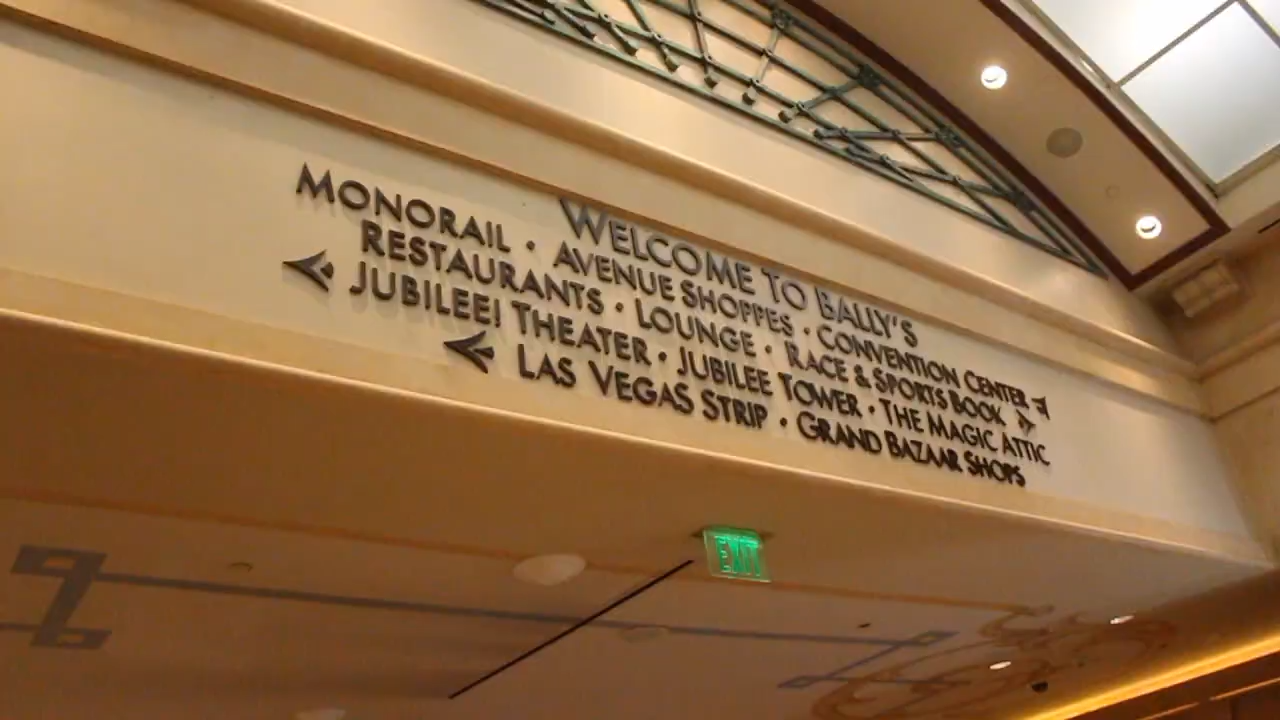 WELCOME TO BALLY'S
MONORAIL · AVENUE SHOPPES · CONVENTION CENTER
RESTAURANTS · LOUNGE · RACE & SPORTS BOOK
JUBILEE! THEATER · JUBILEE TOWER · THE MAGIC ATTIC
LAS VEGAS STRIP · GRAND BAZAAR SHOPS
EXIT